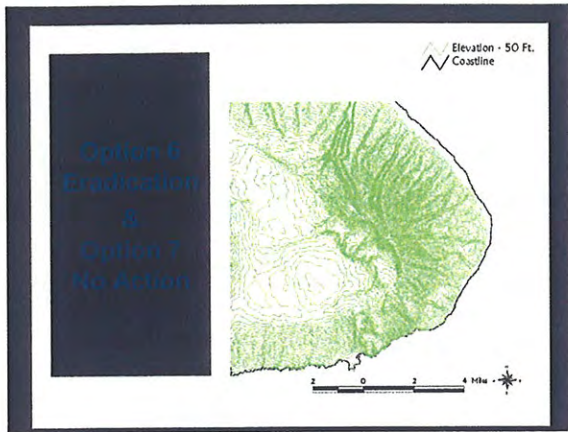 Elevation - 50 Ft.
Coastline
Option 6
Eradication
&
Option 7
No Action
2 0 2 4 Miles